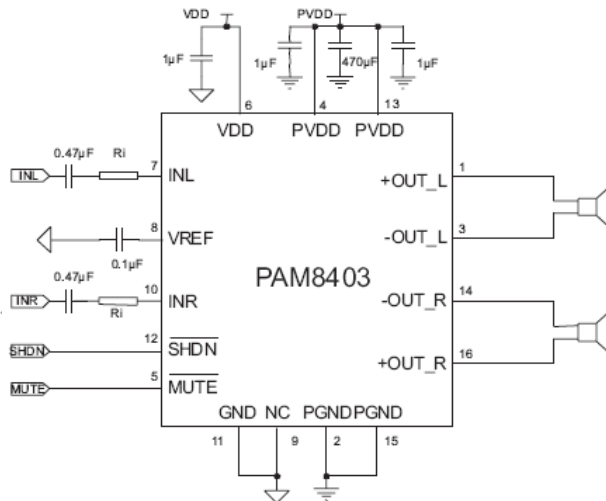 VDD PVDD
1µF 1µF 470µF 1µF
6 4 13
VDD PVDD PVDD
0.47µF Ri
INL 7 INL +OUT_L 1
8 VREF -OUT_L 3
0.1µF
0.47µF PAM8403
INR 10 INR -OUT_R 14
Ri
SHDN 12 SHDN +OUT_R 16
MUTE 5 MUTE
GND NC PGND PGND
11 9 2 15